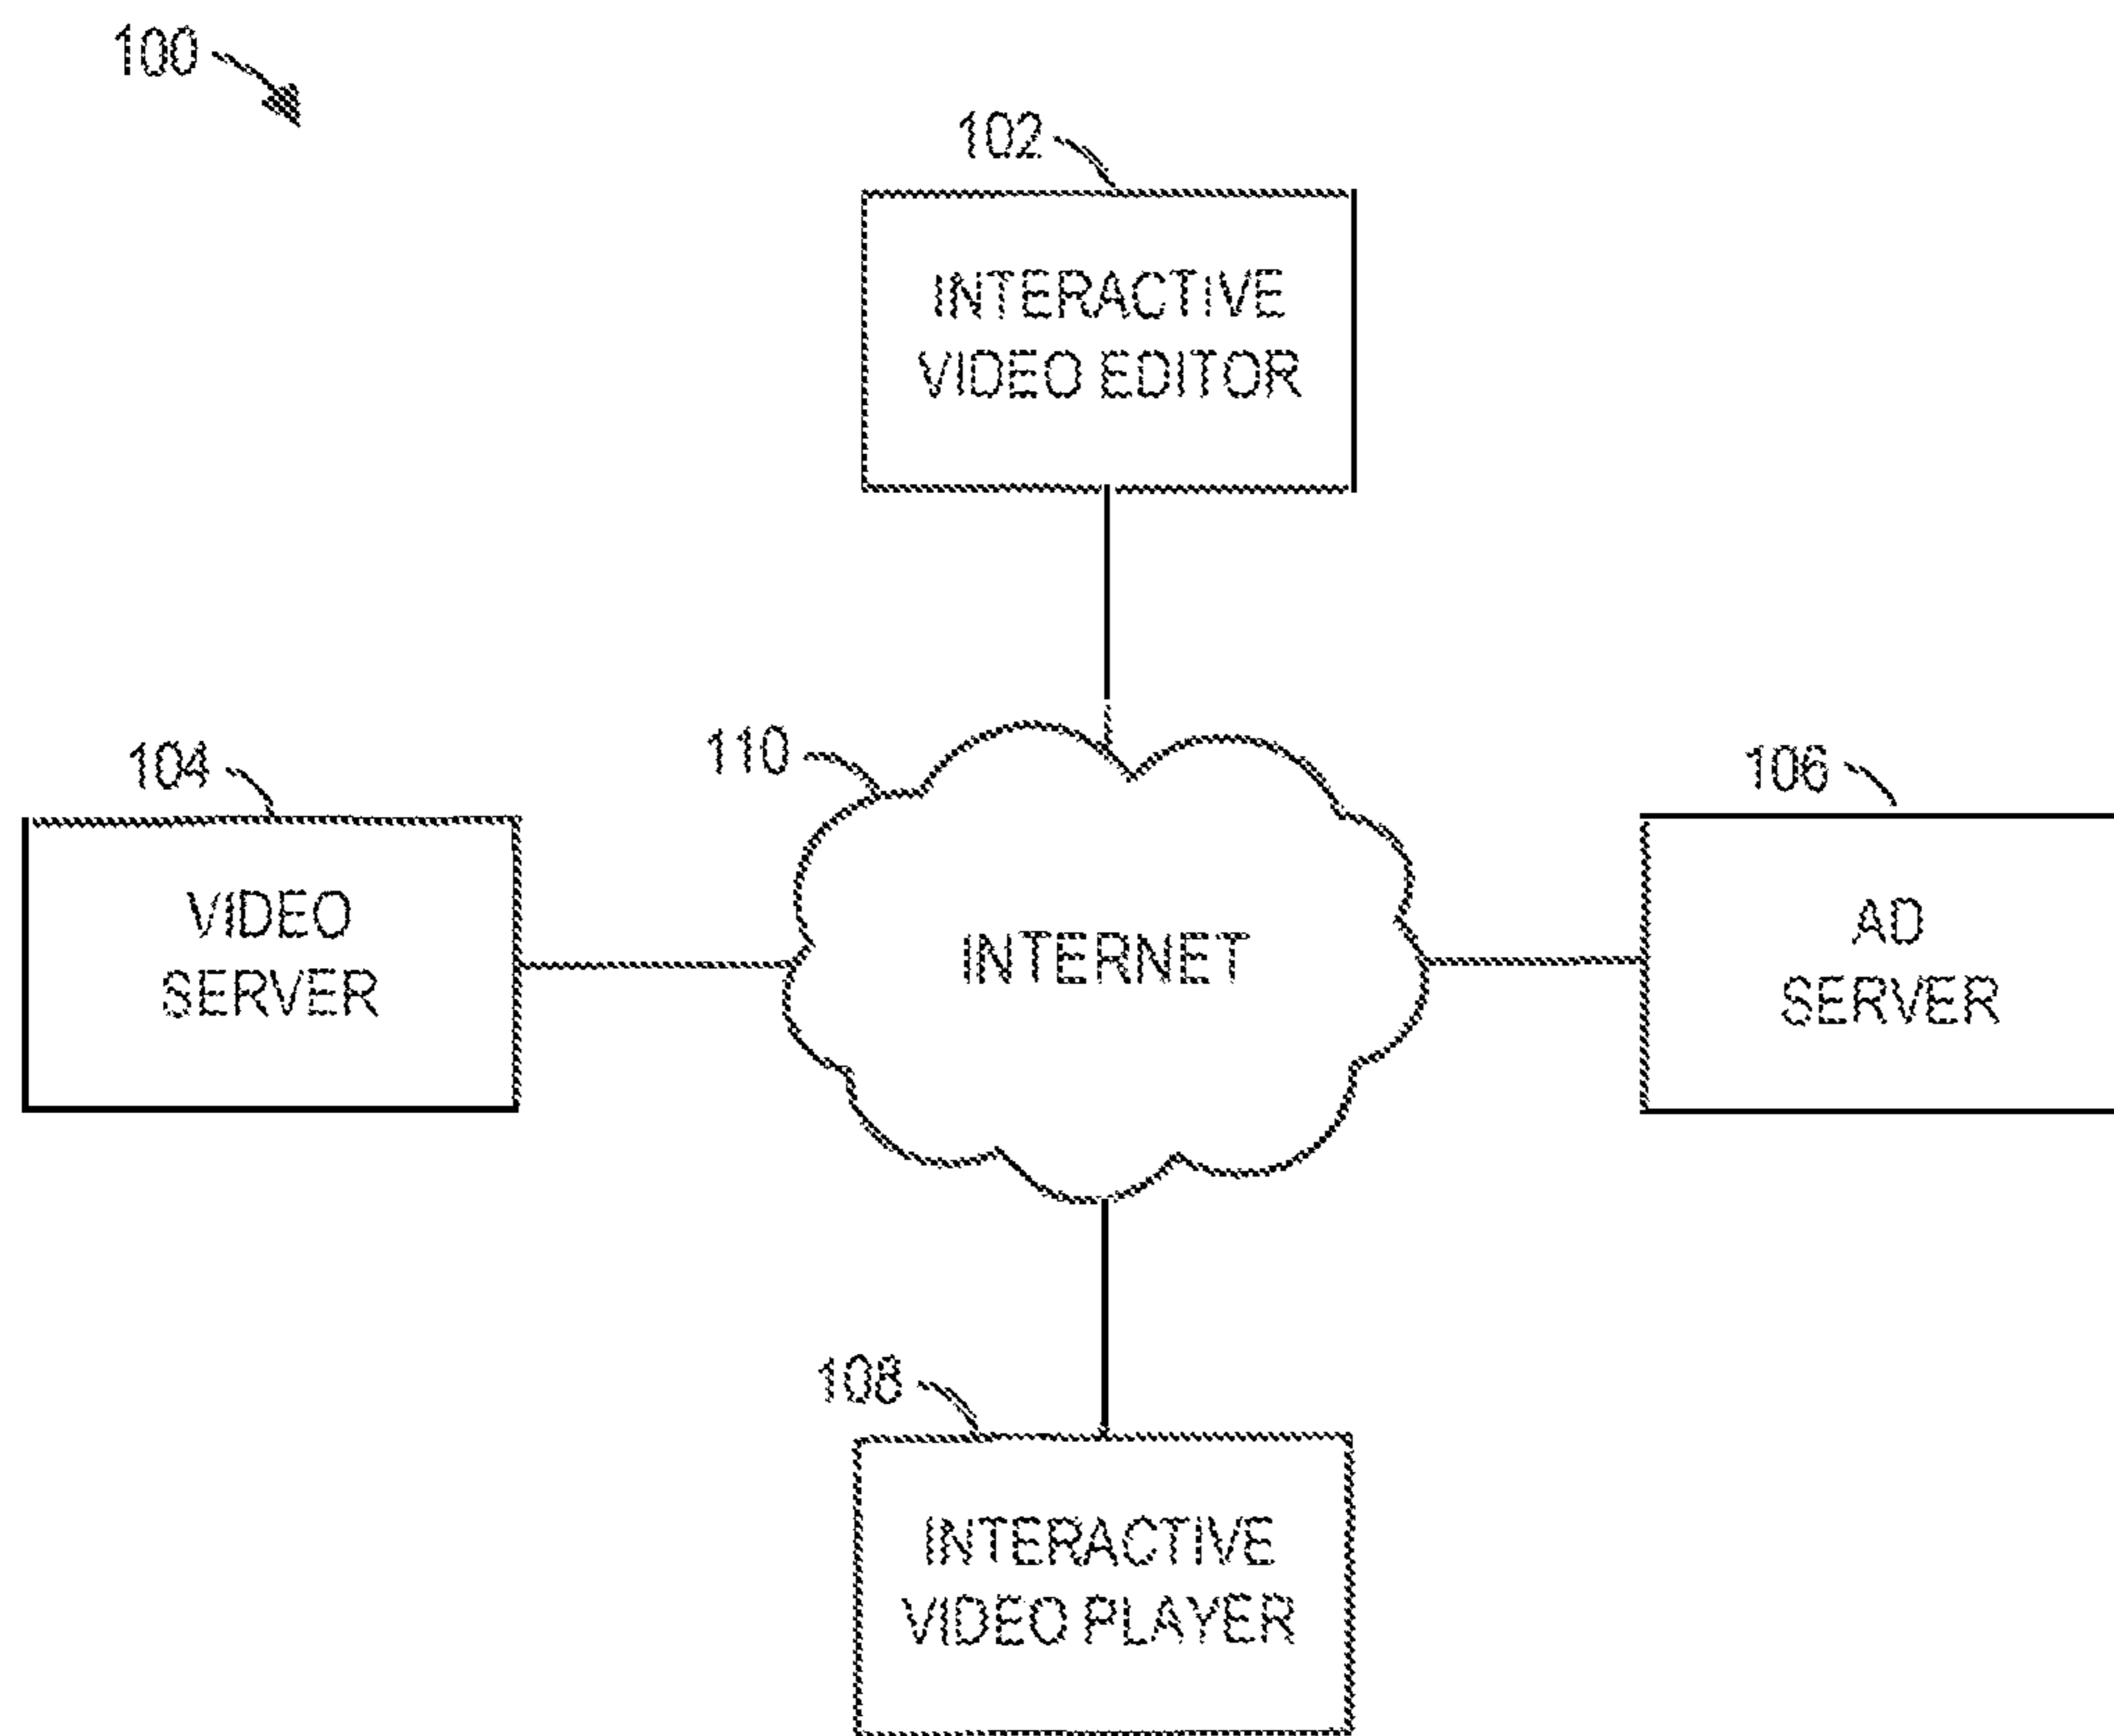 100
102
INTERACTIVE
VIDEO EDITOR
110
104
106
VIDEO
SERVER
INTERNET
AD
SERVER
108
INTERACTIVE
VIDEO PLAYER